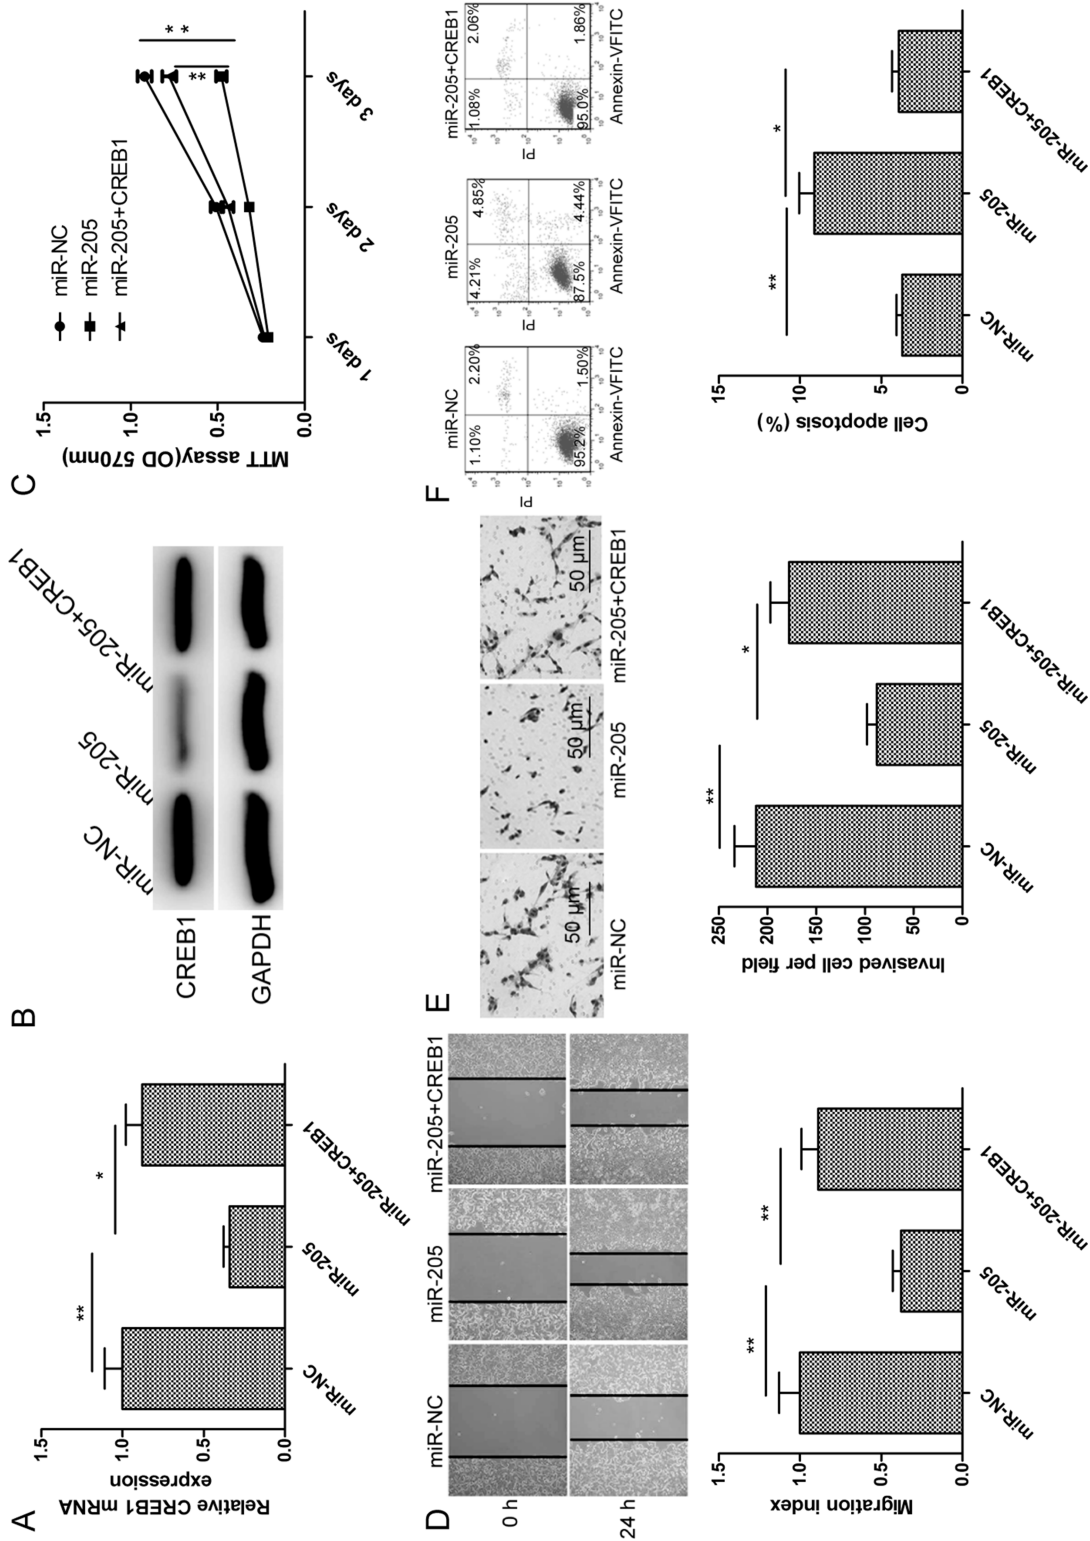 A
Relative CREB1 mRNA
expression
1.5
1.0
0.5
0.0
**
*
miR-NC
miR-205
miR-205+CREB1
B
miR-NC
miR-205
miR-205+CREB1
CREB1
GAPDH
C
MTT assay(OD 570nm)
1.5
1.0
0.5
0.0
miR-NC
miR-205
miR-205+CREB1
**
**
1 days
2 days
3 days
D
miR-NC
miR-205
miR-205+CREB1
0 h
24 h
Migration index
1.5
1.0
0.5
0.0
**
**
miR-NC
miR-205
miR-205+CREB1
E
50 μm
50 μm
50 μm
miR-NC
miR-205
miR-205+CREB1
Invasived cell per field
250
200
150
100
50
0
**
*
miR-NC
miR-205
miR-205+CREB1
F
miR-NC
1.10%
2.20%
95.2%
1.50%
PI
Annexin-VFITC
miR-205
4.21%
4.85%
87.5%
4.44%
PI
Annexin-VFITC
miR-205+CREB1
1.08%
2.06%
95.0%
1.86%
PI
Annexin-VFITC
Cell apoptosis (%)
15
10
5
0
**
*
miR-NC
miR-205
miR-205+CREB1